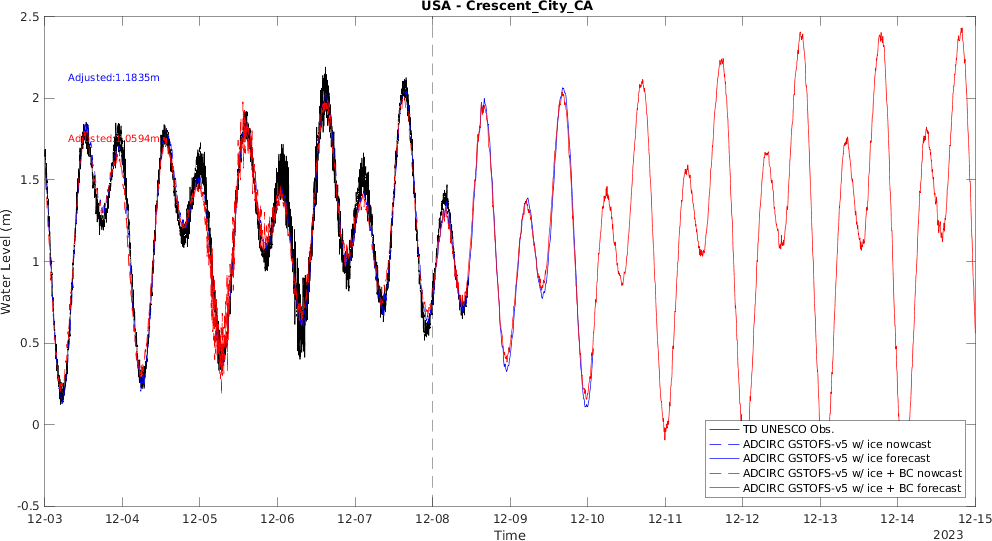 USA - Crescent_City_CA
2.5
2
1.5
1
0.5
0
-0.5
Water Level (m)
Adjusted:1.1835m
Adjusted: .0594m
TD UNESCO Obs.
ADCIRC GSTOFS-v5 w/ ice nowcast
ADCIRC GSTOFS-v5 w/ ice forecast
ADCIRC GSTOFS-v5 w/ ice + BC nowcast
ADCIRC GSTOFS-v5 w/ ice + BC forecast
12-03 12-04 12-05 12-06 12-07 12-08 12-09 12-10 12-11 12-12 12-13 12-14 12-15
Time
2023